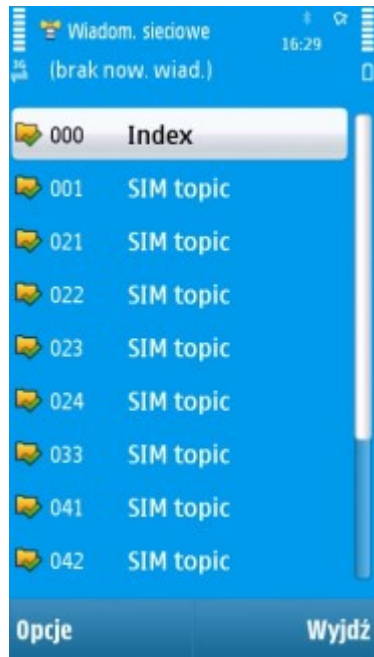 Wiadom. sieciowe
16:29
3G
(brak now. wiad.)
000 Index
001 SIM topic
021 SIM topic
022 SIM topic
023 SIM topic
024 SIM topic
033 SIM topic
041 SIM topic
042 SIM topic
Opcje Wyjdź